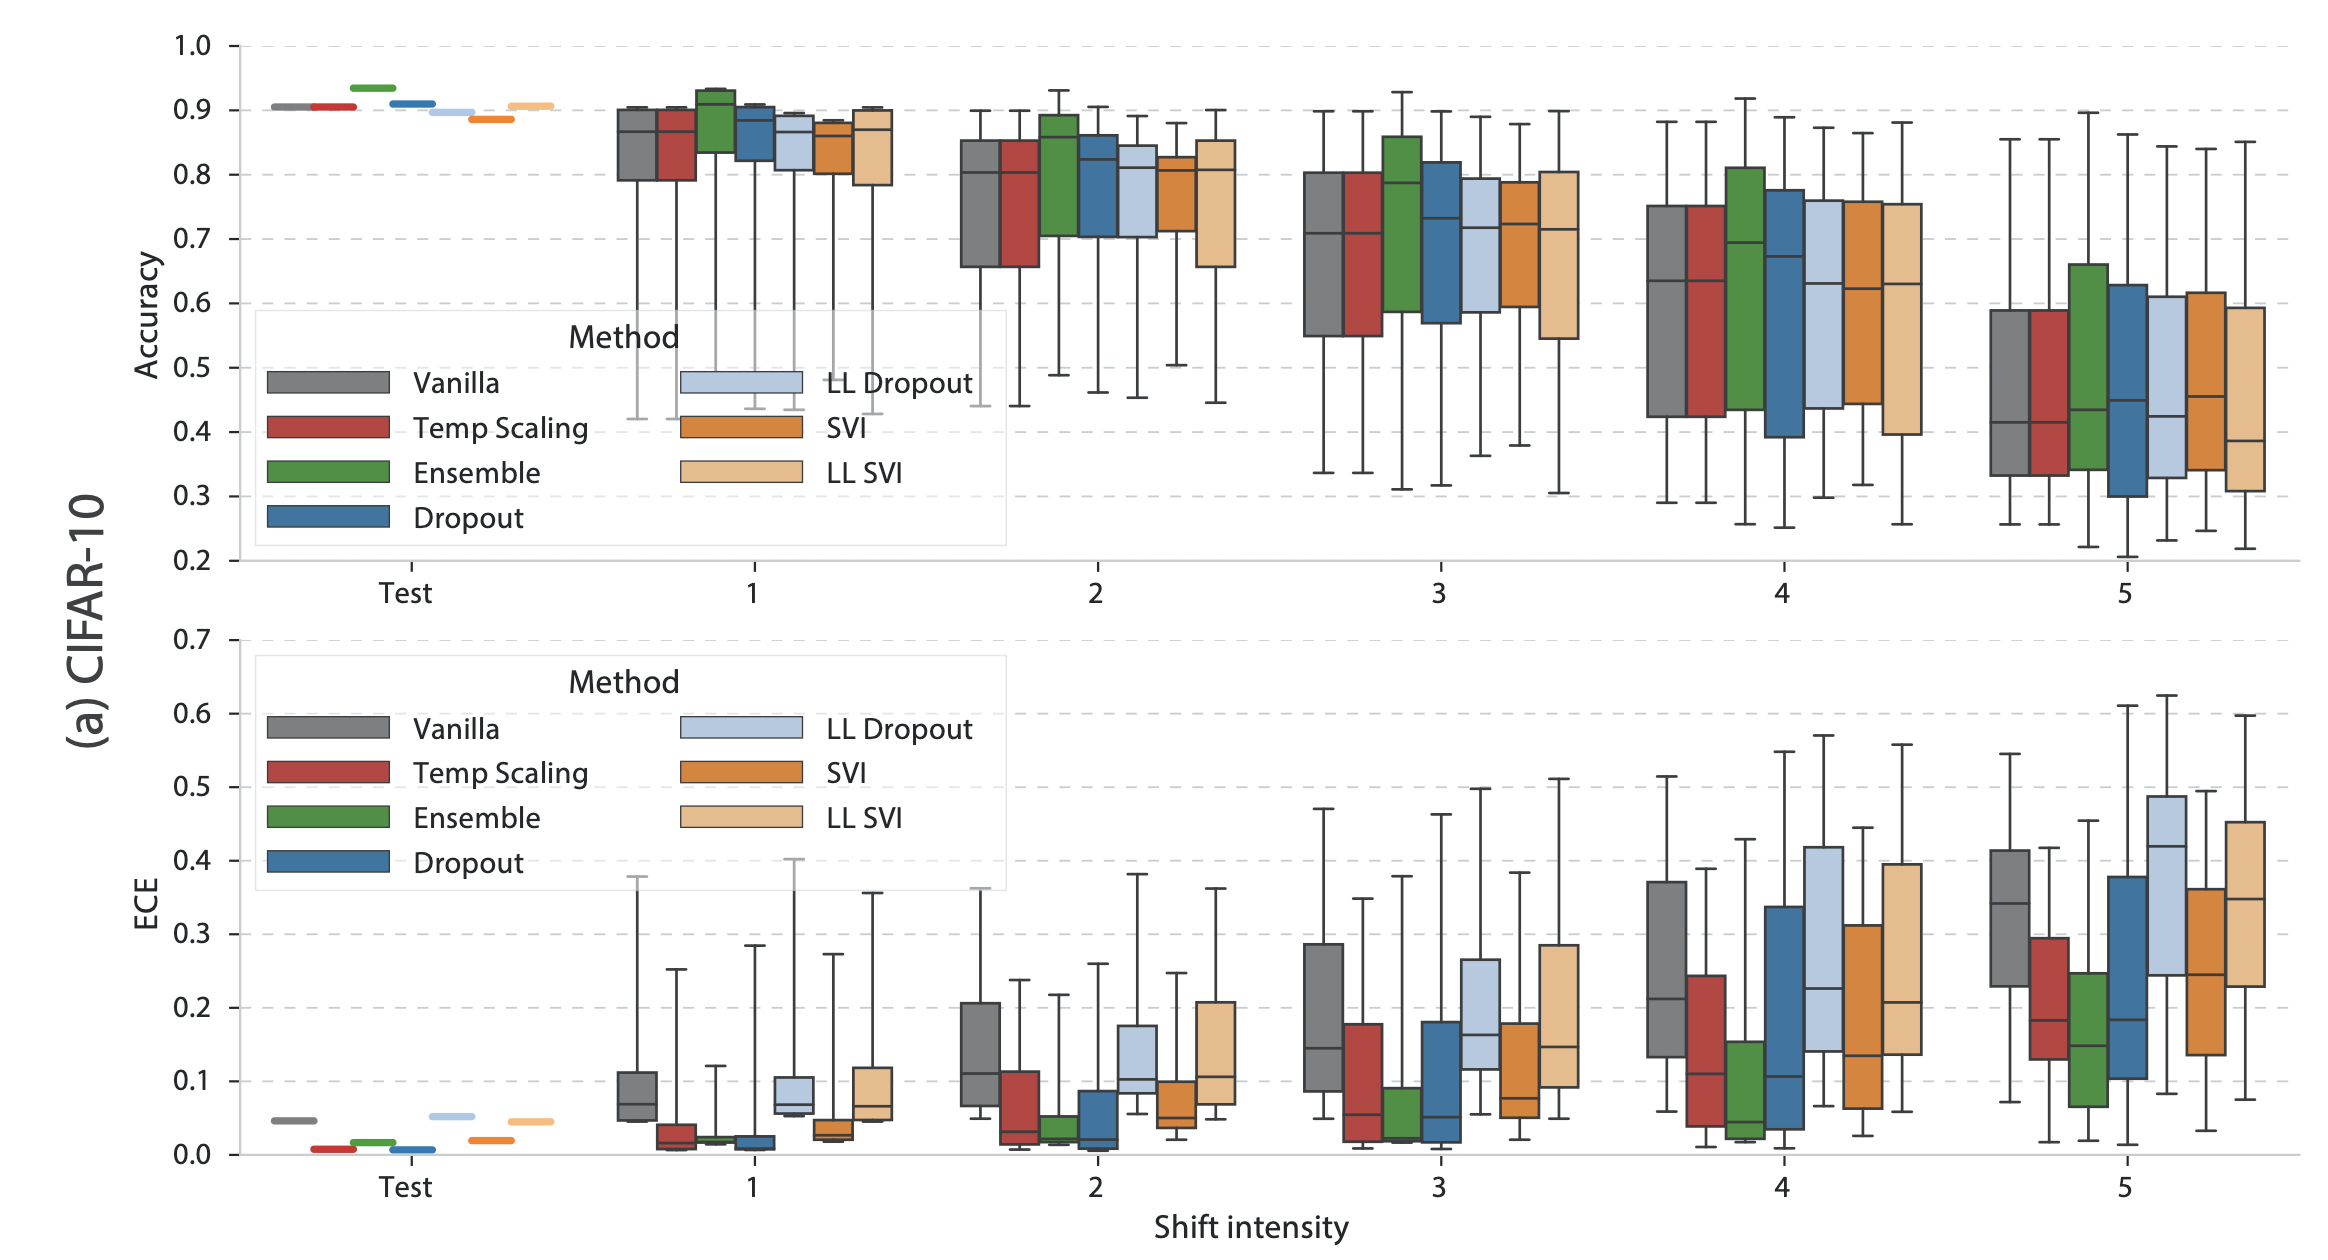 (a) CIFAR-10
Accuracy
1.0
0.9
0.8
0.7
0.6
0.5
0.4
0.3
0.2
Method
Vanilla
Temp Scaling
Ensemble
Dropout
LL Dropout
SVI
LL SVI
Test 1 2 3 4 5
ECE
0.7
0.6
0.5
0.4
0.3
0.2
0.1
0.0
Method
Vanilla
Temp Scaling
Ensemble
Dropout
LL Dropout
SVI
LL SVI
Test 1 2 3 4 5
Shift intensity